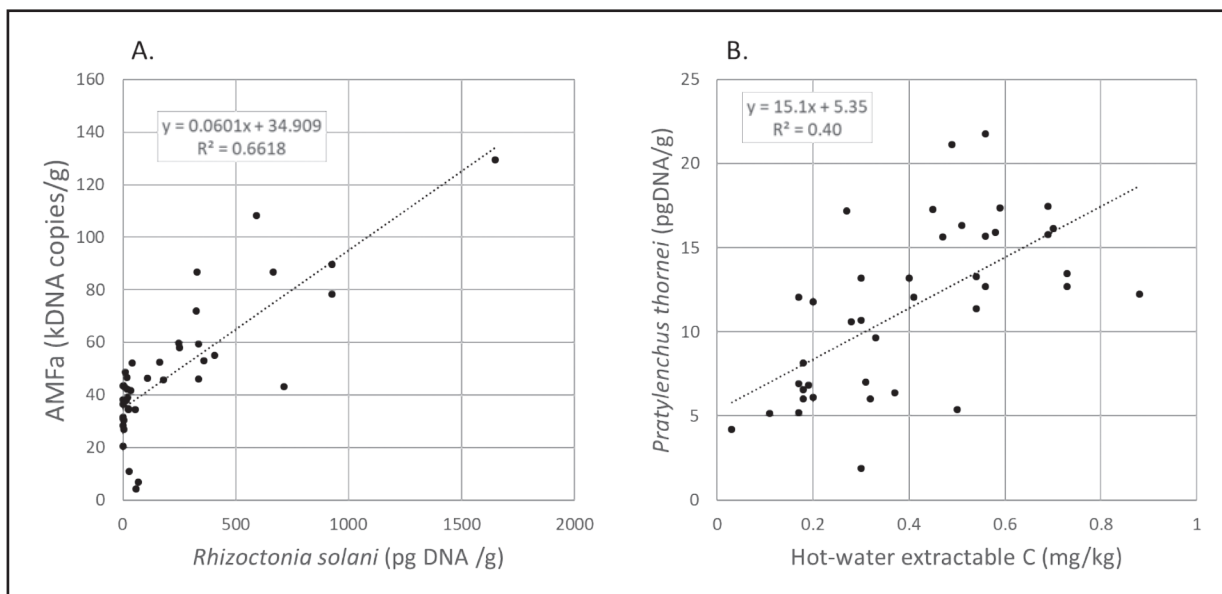 A.
160
140
120
100
80
60
40
20
0
AMFa (kDNA copies/g)
y = 0.0601x + 34.909
R² = 0.6618
0 500 1000 1500 2000
Rhizoctonia solani (pg DNA /g)
B.
25
20
15
10
5
0
Pratylenchus thornei (pgDNA/g)
y = 15.1x + 5.35
R² = 0.40
0 0.2 0.4 0.6 0.8 1
Hot-water extractable C (mg/kg)